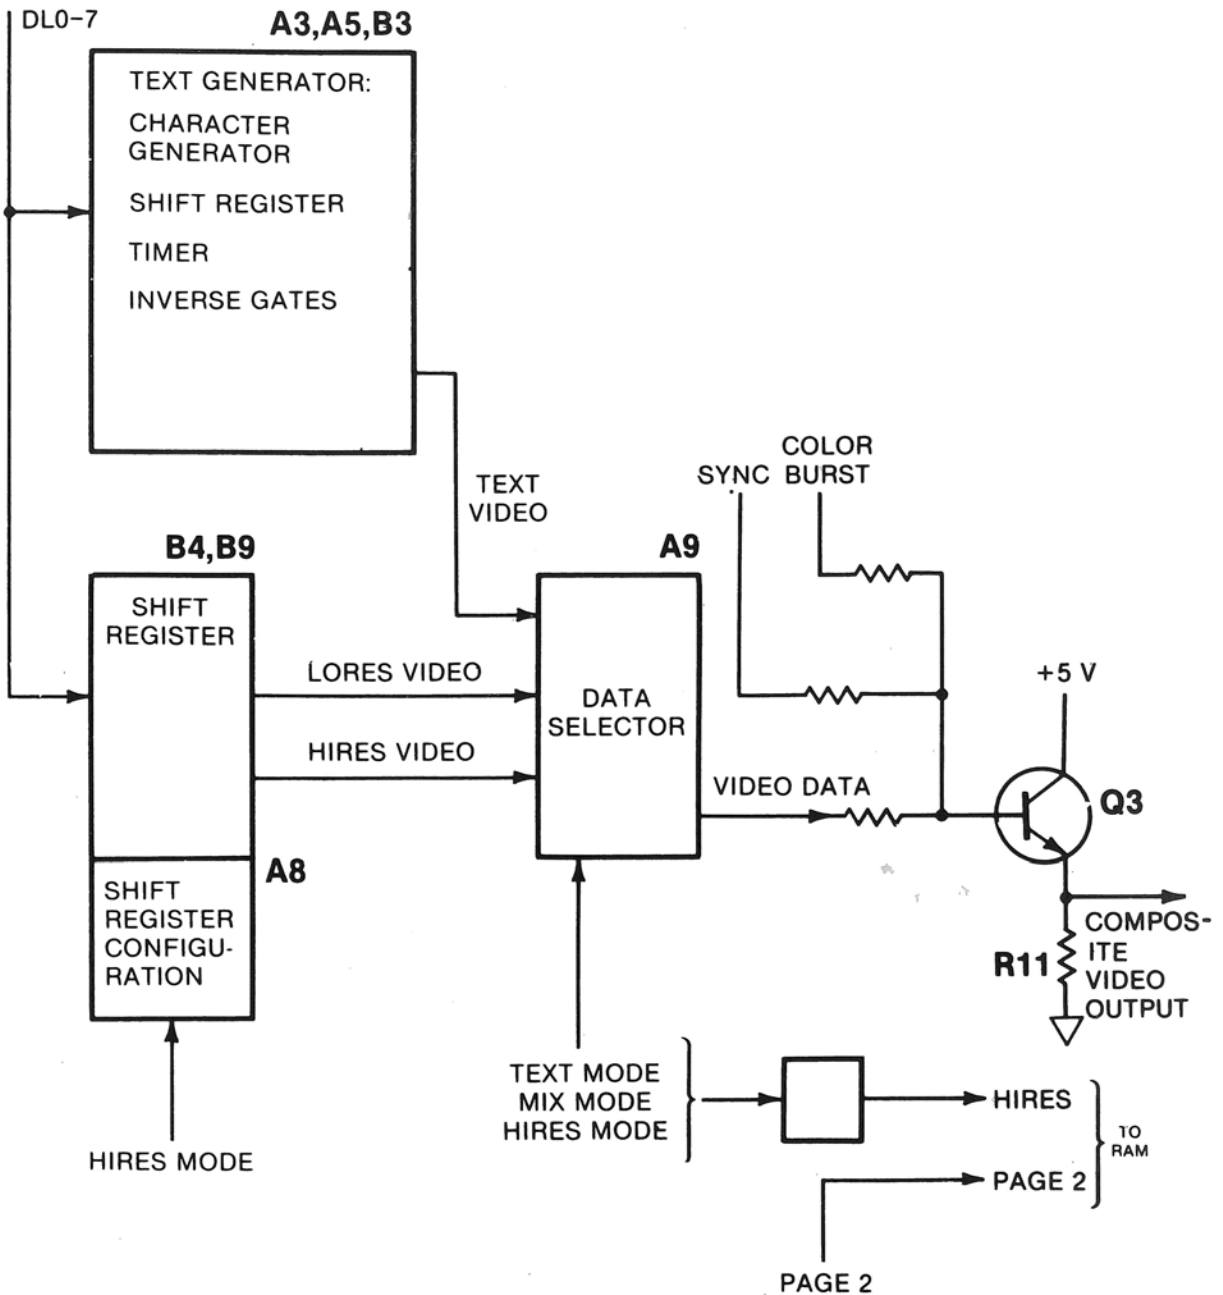 DL0-7
A3,A5,B3
TEXT GENERATOR:
CHARACTER
GENERATOR
SHIFT REGISTER
TIMER
INVERSE GATES
TEXT
VIDEO
SYNC
COLOR
BURST
B4,B9
SHIFT
REGISTER
A9
LORES VIDEO
HIRES VIDEO
DATA
SELECTOR
VIDEO DATA
+5 V
Q3
A8
SHIFT
REGISTER
CONFIGU-
RATION
R11
COMPOS-
ITE
VIDEO
OUTPUT
HIRES MODE
TEXT MODE
MIX MODE
HIRES MODE
HIRES
PAGE 2
TO
RAM
PAGE 2